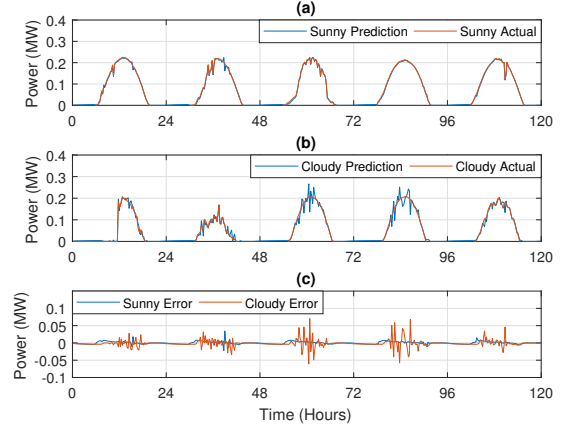 (a)
Sunny Prediction Sunny Actual
Power (MW)
0.4
0.3
0.2
0.1
0
0 24 48 72 96 120
(b)
Cloudy Prediction Cloudy Actual
Power (MW)
0.4
0.3
0.2
0.1
0
0 24 48 72 96 120
(c)
Sunny Error Cloudy Error
Power (MW)
0.1
0.05
0
-0.05
-0.1
0 24 48 72 96 120
Time (Hours)